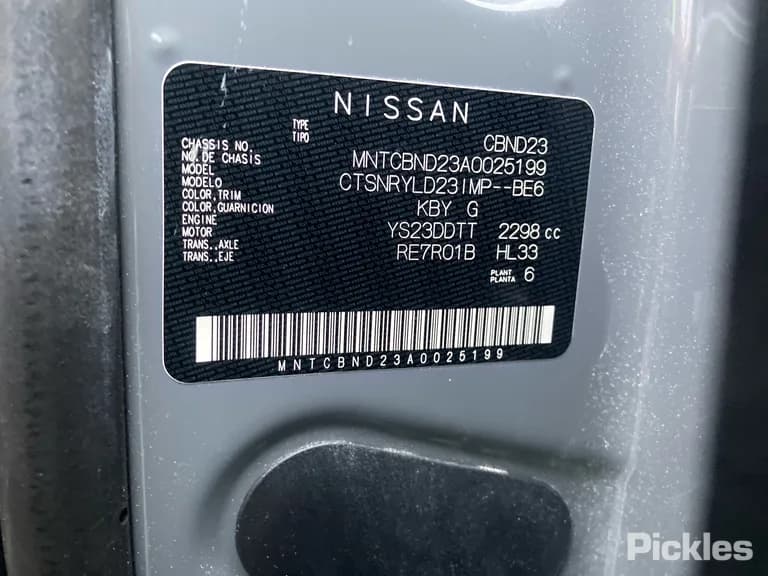 NISSAN
TYPE
TIPO CBND23
CHASSIS NO.
NO. DE CHASIS MNTCBND23A0025199
MODEL
MODELO CTSNRYLD23IMP--BE6
COLOR, TRIM
COLOR, GUARNICION KBY G
ENGINE
MOTOR YS23DDTT 2298 cc
TRANS., AXLE
TRANS., EJE RE7R01B HL33
PLANT
PLANTA 6
MNTCBND23A0025199
Pickles